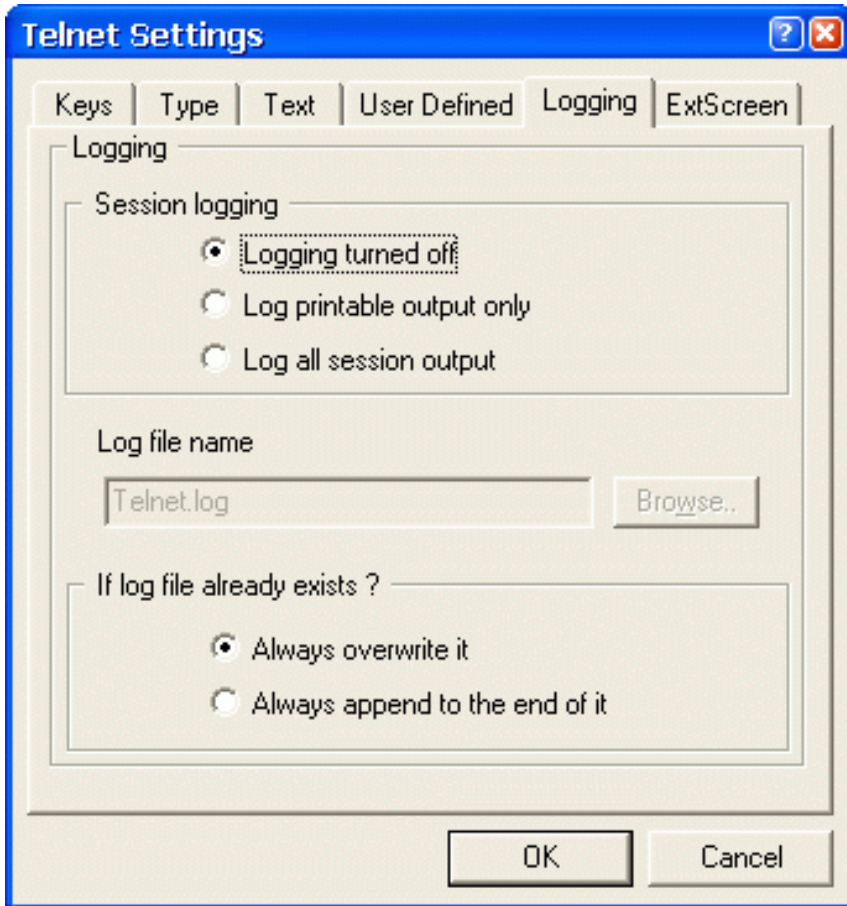 Telnet Settings
Keys Type Text User Defined Logging ExtScreen
Logging
Session logging
Logging turned off
Log printable output only
Log all session output
Log file name
Telnet.log Browse..
If log file already exists ?
Always overwrite it
Always append to the end of it
OK Cancel